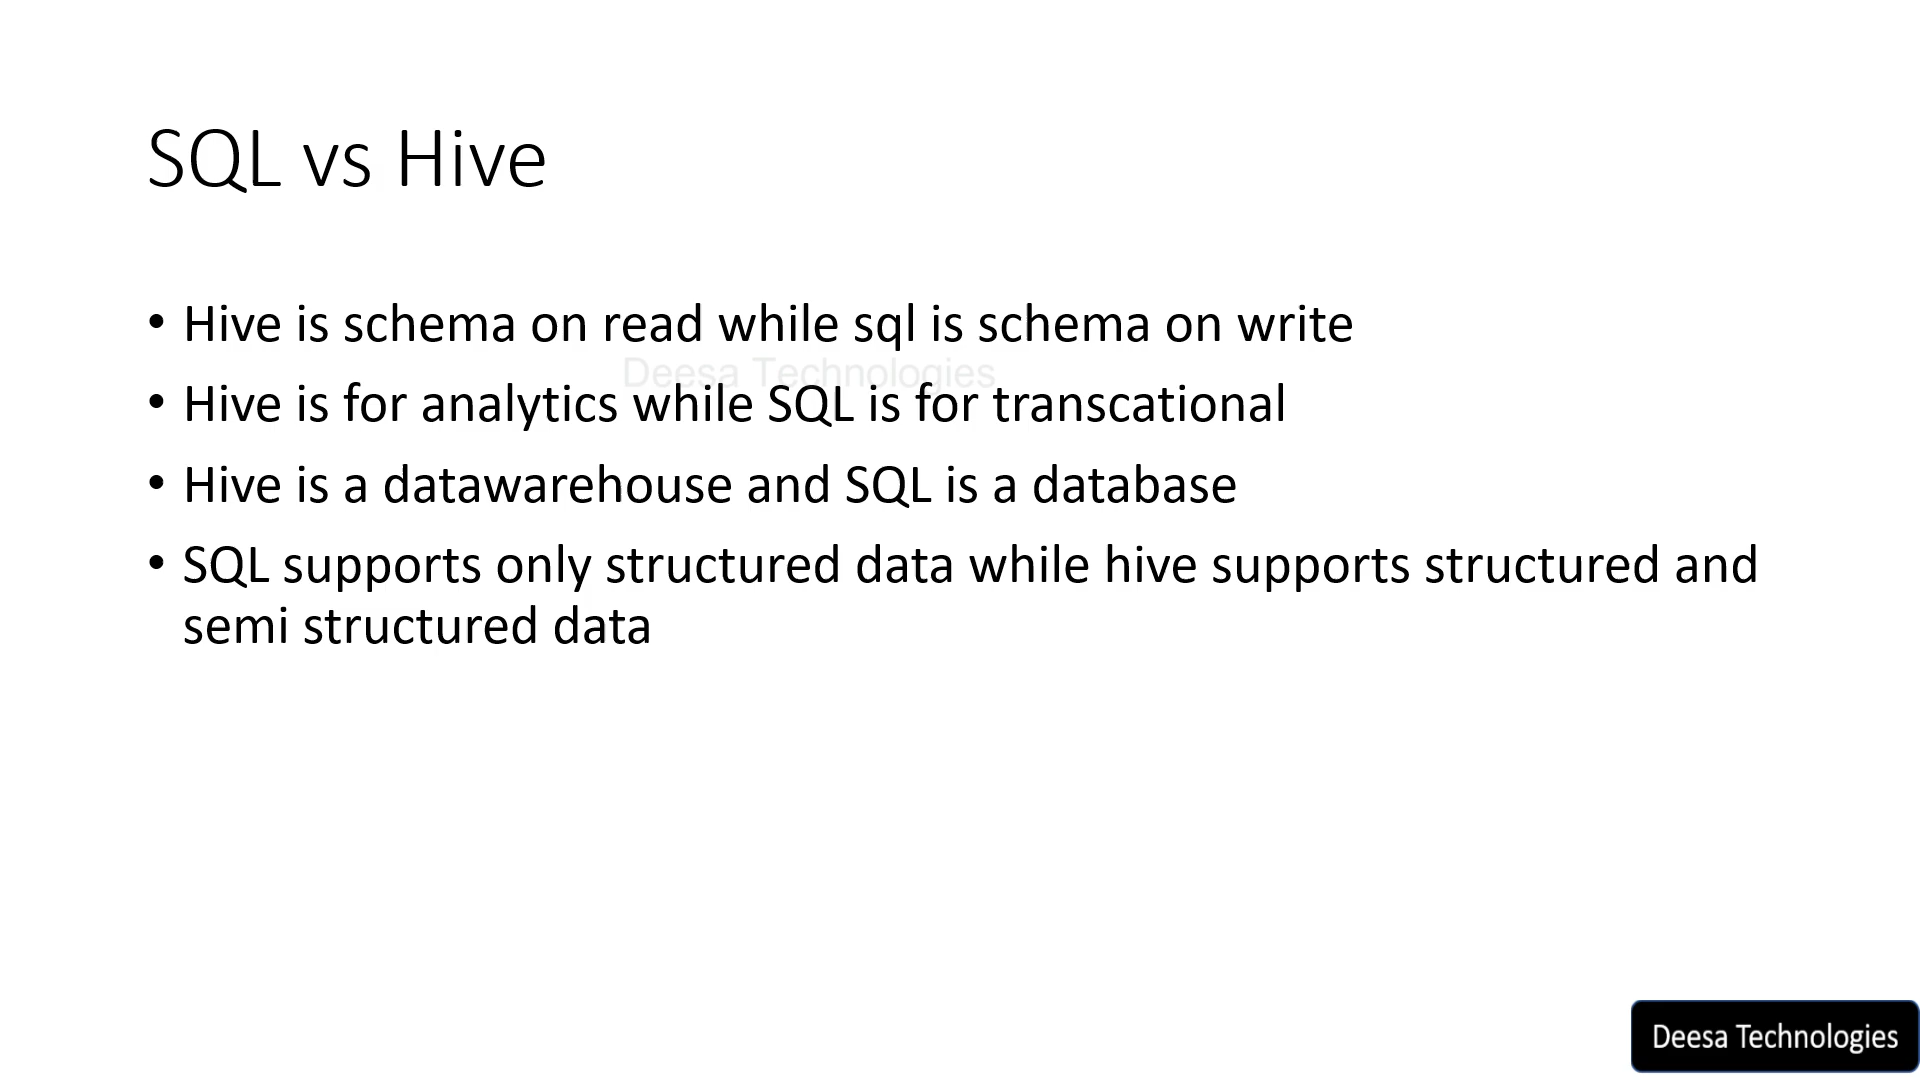 SQL vs Hive
• Hive is schema on read while sql is schema on write
Deesa Technologies
• Hive is for analytics while SQL is for transcational
• Hive is a datawarehouse and SQL is a database
• SQL supports only structured data while hive supports structured and
semi structured data
Deesa Technologies